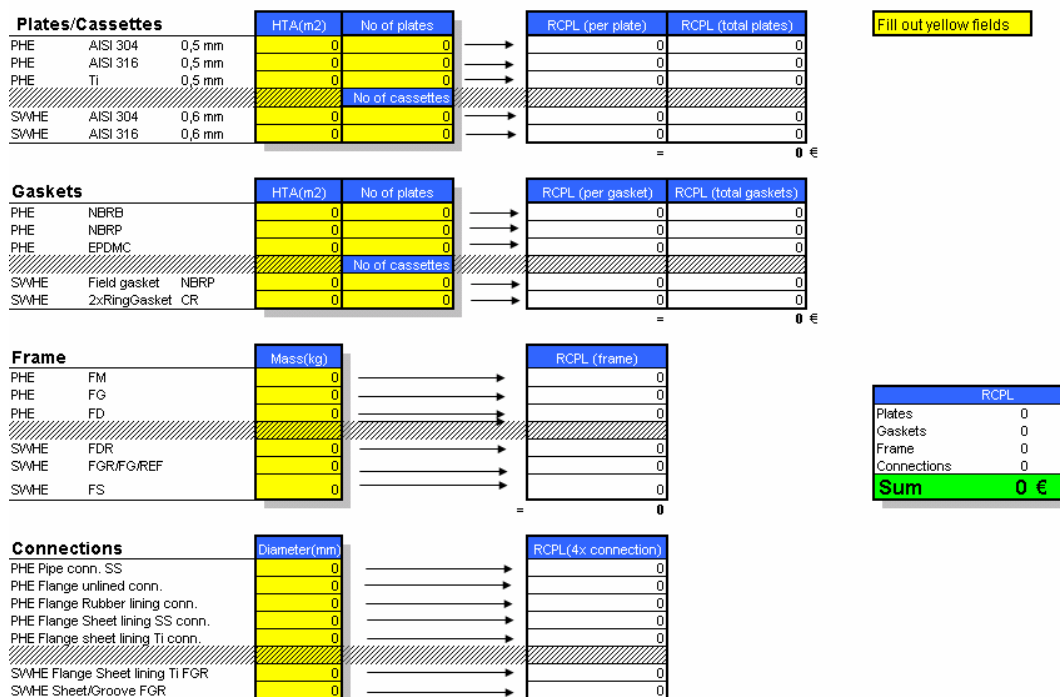 Plates/Cassettes HTA(m2) No of plates RCPL (per plate) RCPL (total plates) Fill out yellow fields
PHE AISI 304 0,5 mm 0 0 0 0
PHE AISI 316 0,5 mm 0 0 0 0
PHE Ti 0,5 mm 0 0 0 0
No of cassettes
SWHE AISI 304 0,6 mm 0 0 0 0
SWHE AISI 316 0,6 mm 0 0 0 0
= 0 €
Gaskets HTA(m2) No of plates RCPL (per gasket) RCPL (total gaskets)
PHE NBRB 0 0 0 0
PHE NBRP 0 0 0 0
PHE EPDMC 0 0 0 0
No of cassettes
SWHE Field gasket NBRP 0 0 0 0
SWHE 2xRingGasket CR 0 0 0 0
= 0 €
Frame Mass(kg) RCPL (frame)
PHE FM 0 0
PHE FG 0 0
PHE FD 0 0
SWHE FDR 0 0
SWHE FGR/FG/REF 0 0
SWHE FS 0 0
= 0
RCPL
Plates 0
Gaskets 0
Frame 0
Connections 0
Sum 0 €
Connections Diameter(mm) RCPL(4x connection)
PHE Pipe conn. SS 0 0
PHE Flange unlined conn. 0 0
PHE Flange Rubber lining conn. 0 0
PHE Flange Sheet lining SS conn. 0 0
PHE Flange sheet lining Ti conn. 0 0
SWHE Flange Sheet lining Ti FGR 0 0
SWHE Sheet/Groove FGR 0 0